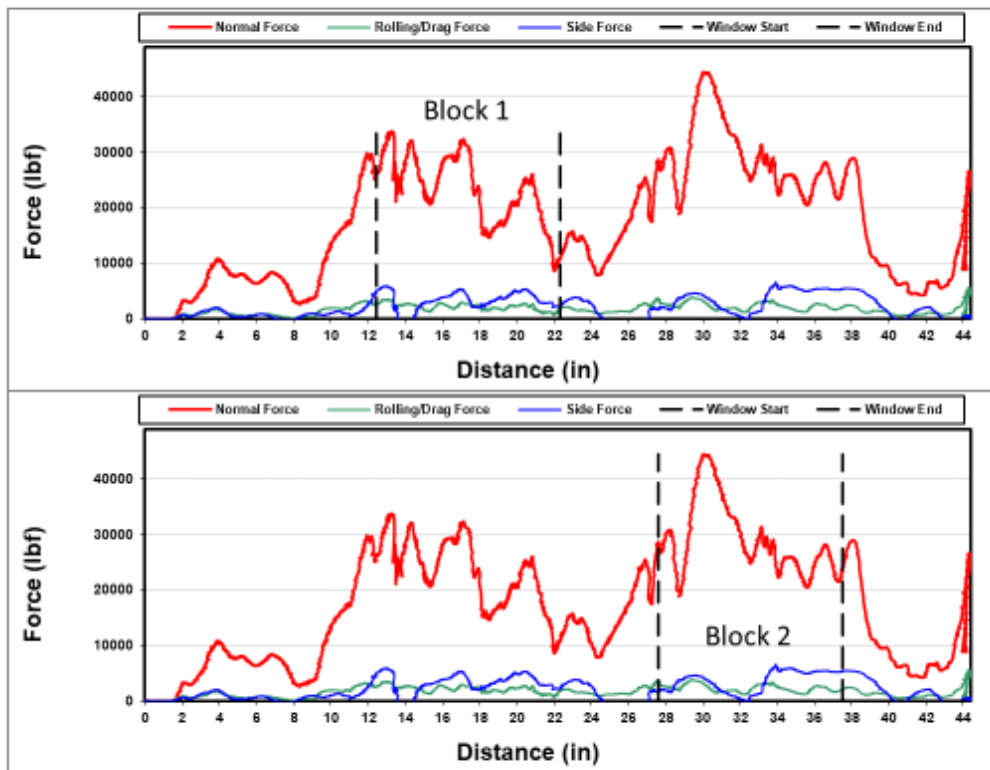 Normal Force Rolling/Drag Force Side Force Window Start Window End
40000
Block 1
30000
20000
10000
0
Force (lbf)
0 2 4 6 8 10 12 14 16 18 20 22 24 26 28 30 32 34 36 38 40 42 44
Distance (in)
Normal Force Rolling/Drag Force Side Force Window Start Window End
40000
30000
20000
10000
Block 2
0
Force (lbf)
0 2 4 6 8 10 12 14 16 18 20 22 24 26 28 30 32 34 36 38 40 42 44
Distance (in)